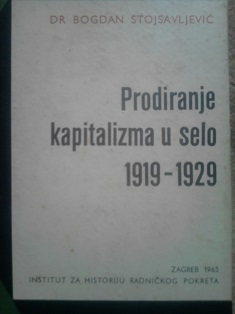 DR BOGDAN STOJSAVLJEVIĆ
Prodiranje
kapitalizma u selo
1919-1929
ZAGREB 1965
INSTITUT ZA HISTORIJU RADNIČKOG POKRETA